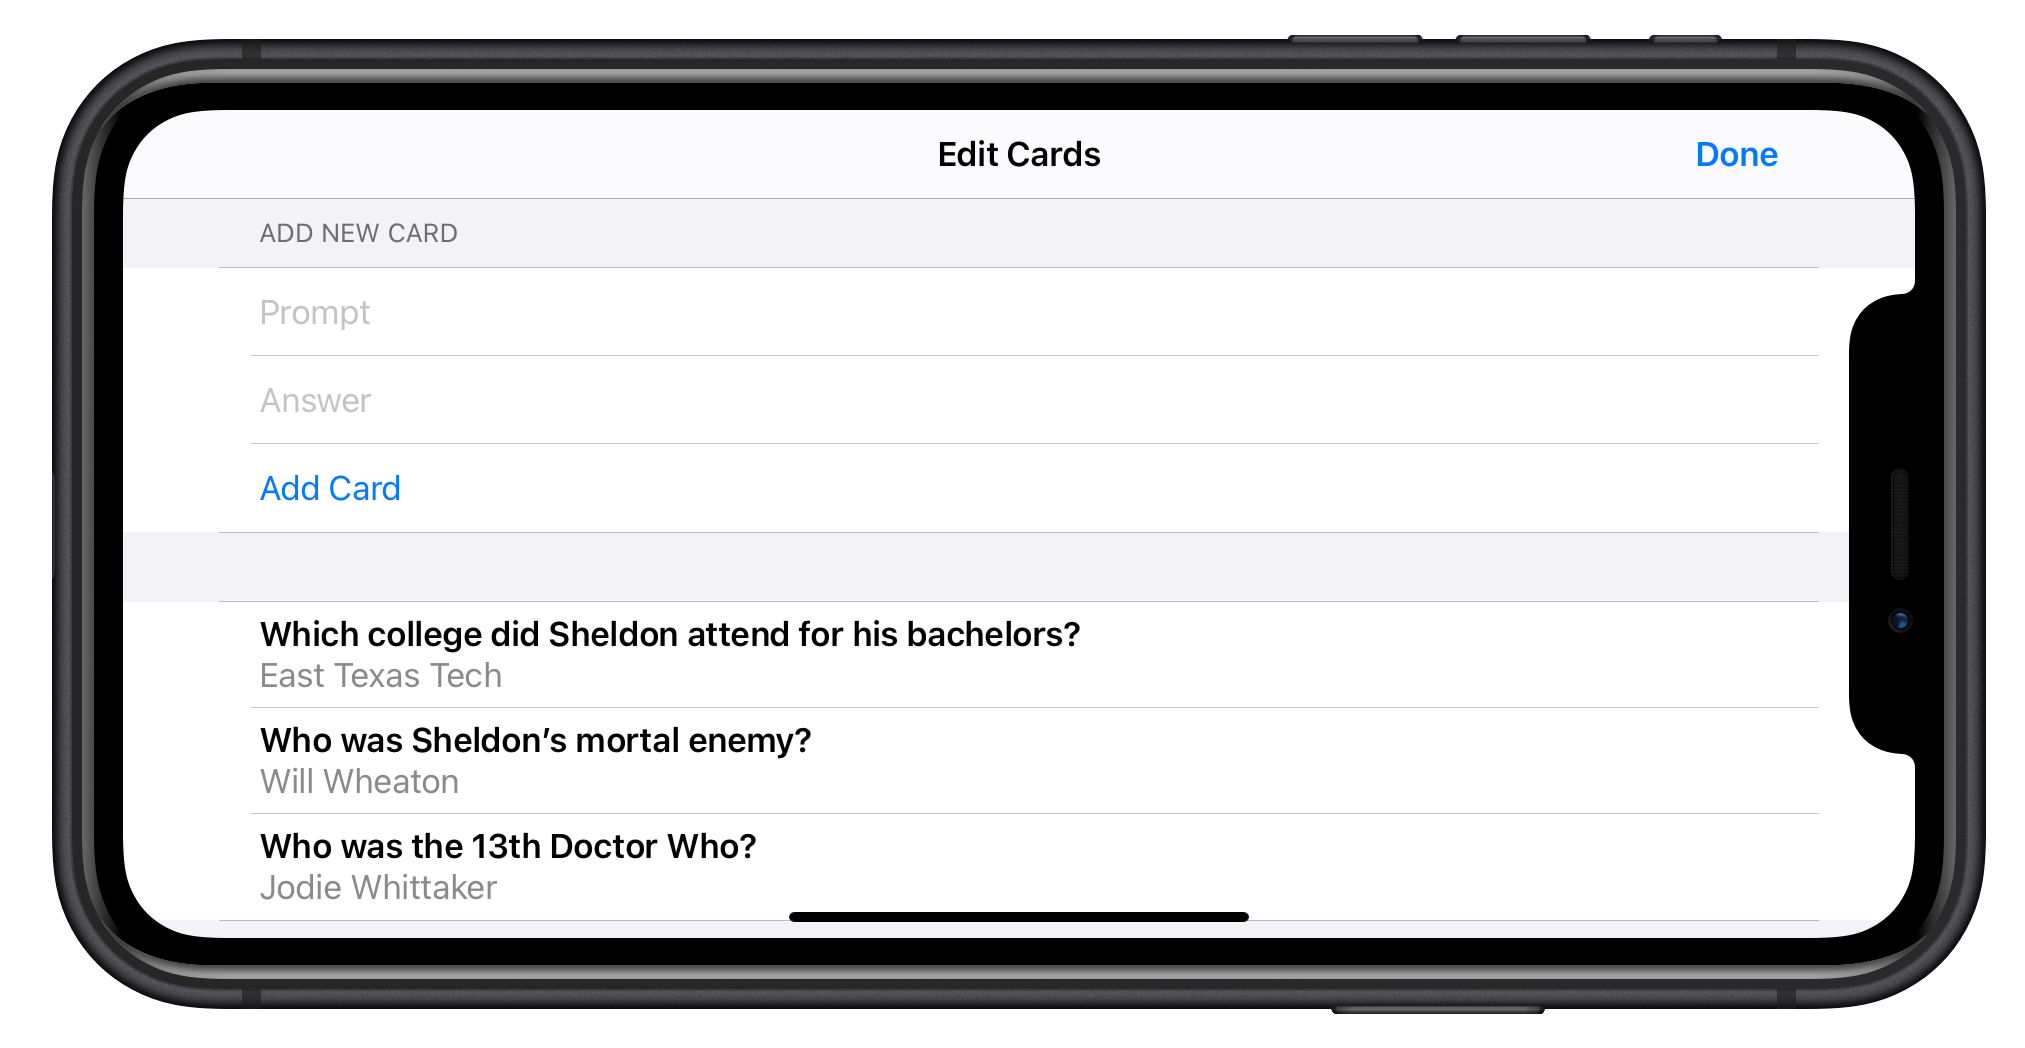 Edit Cards
Done
ADD NEW CARD
Prompt
Answer
Add Card
Which college did Sheldon attend for his bachelors?
East Texas Tech
Who was Sheldon’s mortal enemy?
Will Wheaton
Who was the 13th Doctor Who?
Jodie Whittaker